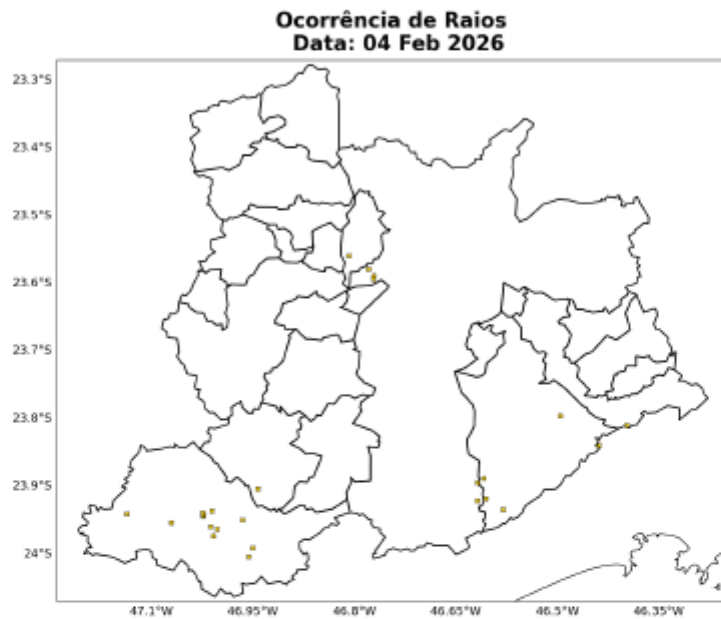 Ocorrência de Raios
Data: 04 Feb 2026
23.3°S
23.4°S
23.5°S
23.6°S
23.7°S
23.8°S
23.9°S
24°S
47.1°W
46.95°W
46.8°W
46.65°W
46.5°W
46.35°W